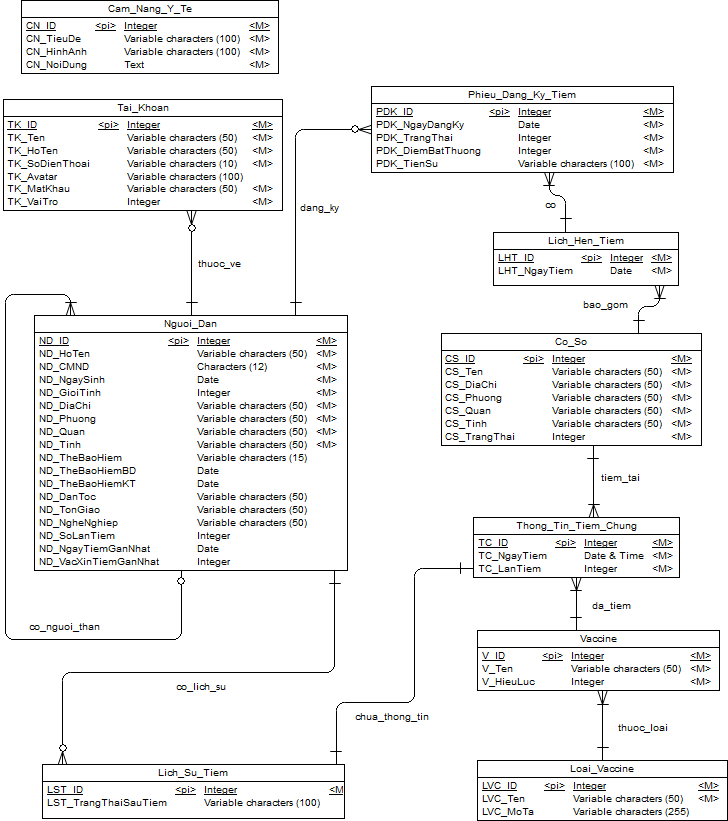 Cam_Nang_Y_Te
CN_ID <pi> Integer <M>
CN_TieuDe Variable characters (100) <M>
CN_HinhAnh Variable characters (100) <M>
CN_NoiDung Text <M>
Tai_Khoan
TK_ID <pi> Integer <M>
TK_Ten Variable characters (50) <M>
TK_HoTen Variable characters (50) <M>
TK_SoDienThoai Variable characters (10) <M>
TK_Avatar Variable characters (100)
TK_MatKhau Variable characters (50) <M>
TK_VaiTro Integer <M>
Phieu_Dang_Ky_Tiem
PDK_ID <pi> Integer <M>
PDK_NgayDangKy Date <M>
PDK_TrangThai Integer <M>
PDK_DiemBatThuong Integer <M>
PDK_TienSu Variable characters (100) <M>
dang_ky
co
thuoc_ve
Lich_Hen_Tiem
LHT_ID <pi> Integer <M>
LHT_NgayTiem Date <M>
bao_gom
Nguoi_Dan
ND_ID <pi> Integer <M>
ND_HoTen Variable characters (50) <M>
ND_CMND Characters (12) <M>
ND_NgaySinh Date <M>
ND_GioiTinh Integer <M>
ND_DiaChi Variable characters (50) <M>
ND_Phuong Variable characters (50) <M>
ND_Quan Variable characters (50) <M>
ND_Tinh Variable characters (50) <M>
ND_TheBaoHiem Variable characters (15)
ND_TheBaoHiemBD Date
ND_TheBaoHiemKT Date
ND_DanToc Variable characters (50)
ND_TonGiao Variable characters (50)
ND_NgheNghiep Variable characters (50)
ND_SoLanTiem Integer
ND_NgayTiemGanNhat Date
ND_VacXinTiemGanNhat Integer
Co_So
CS_ID <pi> Integer <M>
CS_Ten Variable characters (50) <M>
CS_DiaChi Variable characters (50) <M>
CS_Phuong Variable characters (50) <M>
CS_Quan Variable characters (50) <M>
CS_Tinh Variable characters (50) <M>
CS_TrangThai Integer <M>
tiem_tai
Thong_Tin_Tiem_Chung
TC_ID <pi> Integer <M>
TC_NgayTiem Date & Time <M>
TC_LanTiem Integer <M>
da_tiem
co_nguoi_than
Vaccine
V_ID <pi> Integer <M>
V_Ten Variable characters (50) <M>
V_HieuLuc Integer <M>
co_lich_su
chua_thong_tin
thuoc_loai
Lich_Su_Tiem
LST_ID <pi> Integer <M
LST_TrangThaiSauTiem Variable characters (100)
Loai_Vaccine
LVC_ID <pi> Integer <M>
LVC_Ten Variable characters (50) <M>
LVC_MoTa Variable characters (255)